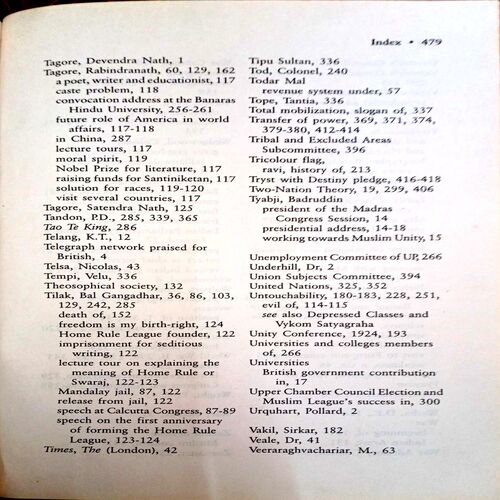 Index • 479
Tagore, Devendra Nath, 1
Tagore, Rabindranath, 60, 129, 162
a poet, writer and educationist, 117
caste problem, 118
convocation address at the Banaras
Hindu University, 256-261
future role of America in world
affairs, 117-118
in China, 287
lecture tours, 117
moral spirit, 119
Nobel Prize for literature, 117
raising funds for Santiniketan, 117
solution for races, 119-120
visit several countries, 117
Tagore, Satendra Nath, 125
Tandon, P.D., 285, 339, 365
Tao Te King, 286
Telang, K.T., 12
Telegraph network praised for
British, 4
Telsa, Nicolas, 43
Tempi, Velu, 336
Theosophical society, 132
Tilak, Bal Gangadhar, 36, 86, 103,
129, 242, 285
death of, 152
freedom is my birth-right, 124
Home Rule League founder, 122
imprisonment for seditious
writing, 122
lecture tour on explaining the
meaning of Home Rule or
Swaraj, 122-123
Mandalay jail, 87, 122
release from jail, 122
speech at Calcutta Congress, 87-89
speech on the first anniversary
of forming the Home Rule
League, 123-124
Times, The (London), 42
Tipu Sultan, 336
Tod, Colonel, 240
Todar Mal
revenue system under, 57
Tope, Tantia, 336
Total mobilization, slogan of, 337
Transfer of power, 369, 371, 374,
379-380, 412-414
Tribal and Excluded Areas
Subcommittee, 396
Tricolour flag,
ravi, history of, 213
Tryst with Destiny pledge, 416-418
Two-Nation Theory, 19, 299, 406
Tyabji, Badruddin
president of the Madras
Congress Session, 14
presidential address, 14-18
working towards Muslim Unity, 15
Unemployment Committee of UP, 266
Underhill, Dr, 2
Union Subjects Committee, 394
United Nations, 325, 352
Untouchability, 180-183, 228, 251,
evil of, 114-115
see also Depressed Classes and
Vykom Satyagraha
Unity Conference, 1924, 193
Universities and colleges members
of, 266
Universities
British government contribution
in, 17
Upper Chamber Council Election and
Muslim League's success in, 300
Urquhart, Pollard, 2
Vakil, Sirkar, 182
Veale, Dr, 41
Veeraraghvachariar, M., 63